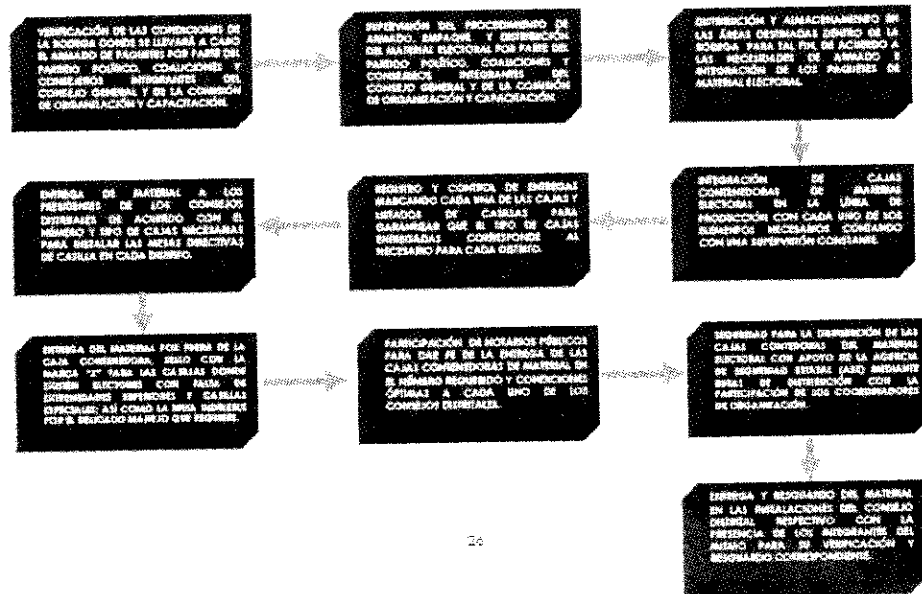 VERIFICACIÓN DE LAS CONDICIONES DE
LA BODEGA DONDE SE LLEVARÁ A CABO
EL ARMADO DE PAQUETES POR PARTE DEL
PARTIDO POLÍTICO, COALICIONES Y
CONSEJEROS INTEGRANTES DEL
CONSEJO GENERAL Y DE LA COMISIÓN
DE ORGANIZACIÓN Y CAPACITACIÓN.
SUPERVISIÓN DEL PROCEDIMIENTO DE
ARMADO, EMPAQUE Y DISTRIBUCIÓN
DEL MATERIAL ELECTORAL POR PARTE DEL
PARTIDO POLÍTICO, COALICIONES Y
CONSEJEROS INTEGRANTES DEL
CONSEJO GENERAL Y DE LA COMISIÓN
DE ORGANIZACIÓN Y CAPACITACIÓN.
DISTRIBUCIÓN Y ALMACENAMIENTO EN
LAS ÁREAS DESTINADAS DENTRO DE LA
BODEGA PARA TAL FIN, DE ACUERDO A
LAS NECESIDADES DE ARMADO E
INTEGRACIÓN DE LOS PAQUETES DE
MATERIAL ELECTORAL.
ENTREGA DE MATERIAL A LOS
PRESIDENTES DE LOS CONSEJOS
DISTRITALES DE ACUERDO CON EL
NÚMERO Y TIPO DE CAJAS NECESARIAS
PARA INSTALAR LAS MESAS DIRECTIVAS
DE CASILLA EN CADA DISTRITO.
REGISTRO Y CONTROL DE ENTREGAS
MARCANDO CADA UNA DE LAS CAJAS Y
LISTADOS DE CASILLAS PARA
GARANTIZAR QUE EL TIPO DE CAJAS
ENTREGADAS CORRESPONDE AL
NECESARIO PARA CADA DISTRITO.
INTEGRACIÓN DE CAJAS
CONTENEDORAS DE MATERIAL
ELECTORAL EN LA LÍNEA DE
PRODUCCIÓN CON CADA UNO DE LOS
ELEMENTOS NECESARIOS CONTANDO
CON UNA SUPERVISIÓN CONSTANTE.
ENTREGA DEL MATERIAL POR FUERA DE LA
CAJA CONTENEDORA, SELLO CON LA
MARCA "X" PARA LAS CASILLAS DONDE
EXISTEN ELECTORES CON FALTA DE
EXTREMIDADES SUPERIORES Y CASILLAS
ESPECIALES; ASÍ COMO LA TINTA INDELEBLE
POR EL DELICADO MANEJO QUE REQUIERE.
PARTICIPACIÓN DE NOTARIOS PÚBLICOS
PARA DAR FE DE LA ENTREGA DE LAS
CAJAS CONTENEDORAS DE MATERIAL EN
EL NÚMERO REQUERIDO Y CONDICIONES
ÓPTIMAS A CADA UNO DE LOS
CONSEJOS DISTRITALES.
SEGURIDAD PARA LA DISTRIBUCIÓN DE LAS
CAJAS CONTEDORAS DEL MATERIAL
ELECTORAL CON APOYO DE LA AGENCIA
DE SEGURIDAD ESTATAL (ASE) MEDIANTE
RUTAS DE DISTRIBUCIÓN CON LA
PARTICIPACIÓN DE LOS COORDINADORES
DE ORGANIZACIÓN.
ENTREGA Y RESGUARDO DEL MATERIAL
EN LAS INSTALACIONES DEL CONSEJO
DISTRITAL RESPECTIVO CON LA
PRESENCIA DE LOS INTEGRANTES DEL
MISMO PARA SU VERIFICACIÓN Y
RESGUARDO CORRESPONDIENTE.
26